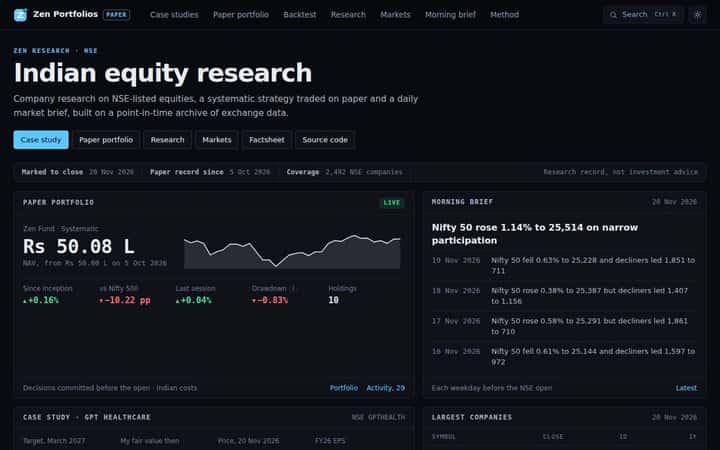 Zen Portfolios PAPER Case studies Paper portfolio Backtest Research Markets Morning brief Method Search Ctrl K
ZEN RESEARCH · NSE
Indian equity research
Company research on NSE-listed equities, a systematic strategy traded on paper and a daily
market brief, built on a point-in-time archive of exchange data.
Case study Paper portfolio Research Markets Factsheet Source code
Marked to close 20 Nov 2026 Paper record since 5 Oct 2026 Coverage 2,492 NSE companies Research record, not investment advice
PAPER PORTFOLIO LIVE
Zen Fund · Systematic
Rs 50.08 L
NAV, from Rs 50.00 L on 5 Oct 2026
Since inception vs Nifty 500 Last session Drawdown Holdings
▴+0.16% ▾−10.22 pp ▴+0.04% ▾−0.83% 10
Decisions committed before the open · Indian costs Portfolio Activity, 29
MORNING BRIEF 20 Nov 2026
Nifty 50 rose 1.14% to 25,514 on narrow
participation
19 Nov 2026 Nifty 50 fell 0.63% to 25,228 and decliners led 1,851 to
711
18 Nov 2026 Nifty 50 rose 0.38% to 25,387 but decliners led 1,407
to 1,156
17 Nov 2026 Nifty 50 rose 0.58% to 25,291 but decliners led 1,861
to 710
16 Nov 2026 Nifty 50 fell 0.61% to 25,144 and decliners led 1,597 to
972
Each weekday before the NSE open Latest
CASE STUDY · GPT HEALTHCARE NSE GPTHEALTH
Target, March 2027 My fair value then Price, 20 Nov 2026 FY26 EPS
LARGEST COMPANIES 20 Nov 2026
SYMBOL CLOSE 1D 1Y